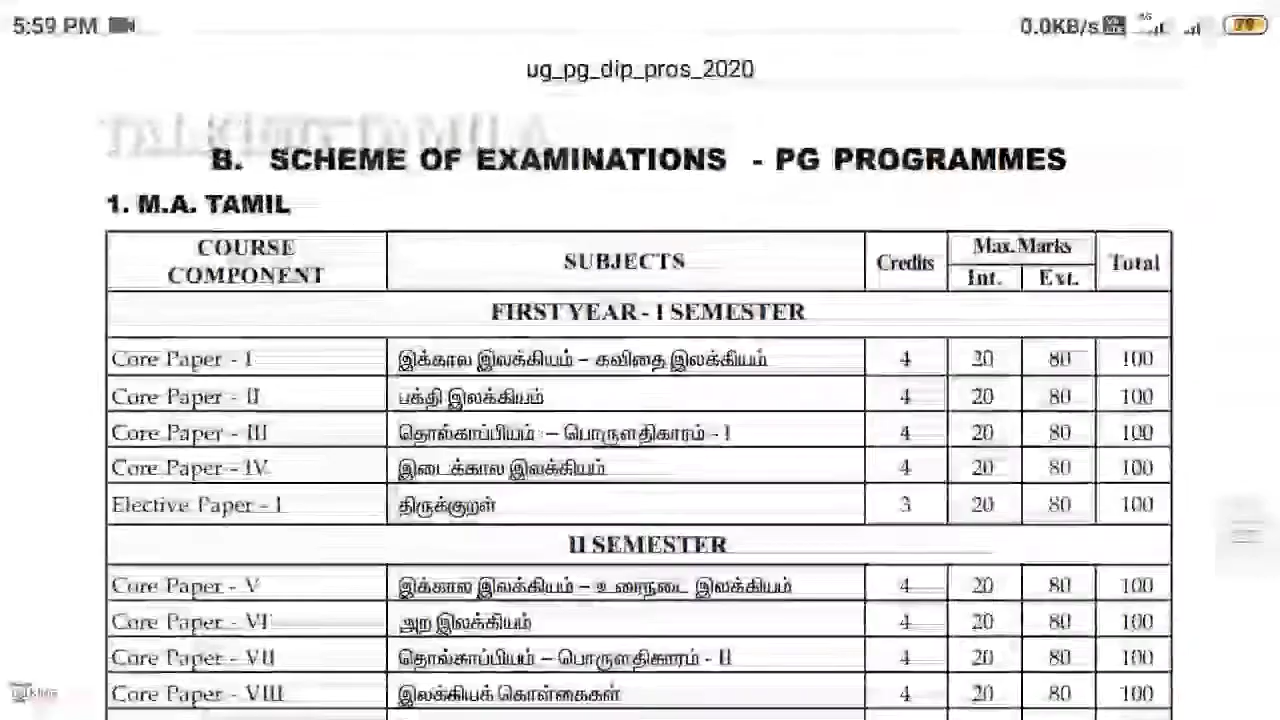 5:59 PM
0.0KB/s
ug_pg_dip_pros_2020
B. SCHEME OF EXAMINATIONS - PG PROGRAMMES
1. M.A. TAMIL
COURSE COMPONENT SUBJECTS Credits Max. Marks Int. Ext. Total
FIRST YEAR - I SEMESTER
Core Paper - I இக்கால இலக்கியம் – கவிதை இலக்கியம் 4 20 80 100
Core Paper - II பக்தி இலக்கியம் 4 20 80 100
Core Paper - III தொல்காப்பியம் – பொருளதிகாரம் - I 4 20 80 100
Core Paper - IV இடைக்கால இலக்கியம் 4 20 80 100
Elective Paper - I திருக்குறள் 3 20 80 100
II SEMESTER
Core Paper - V இக்கால இலக்கியம் – உரைநடை இலக்கியம் 4 20 80 100
Core Paper - VI அற இலக்கியம் 4 20 80 100
Core Paper - VII தொல்காப்பியம் – பொருளதிகாரம் - II 4 20 80 100
Core Paper - VIII இலக்கியக் கொள்கைகள் 4 20 80 100